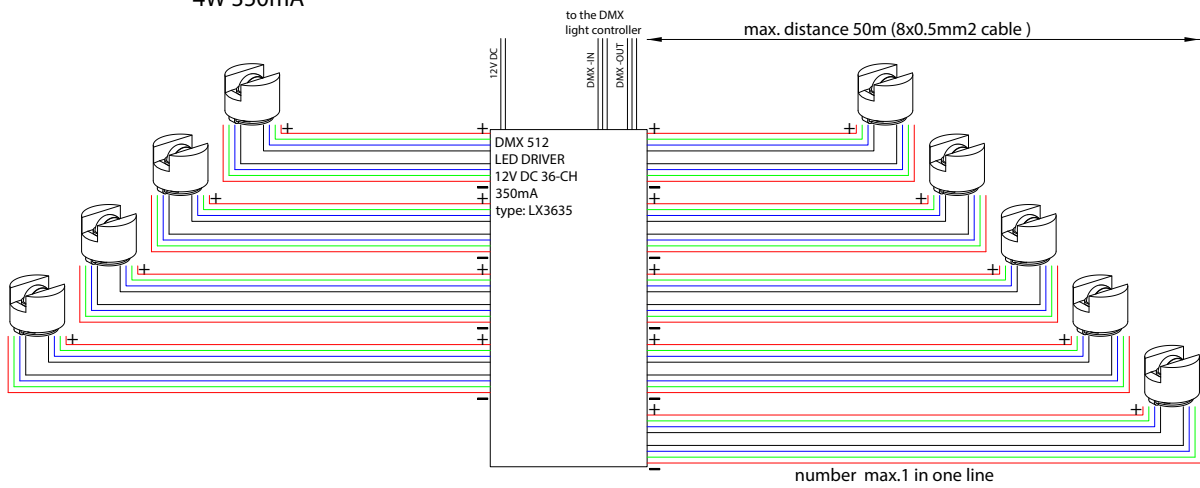 4W 350mA
to the DMX
light controller
max. distance 50m (8x0.5mm2 cable )
12V DC
DMX -IN
DMX -OUT
+ + + +
DMX 512
LED DRIVER
12V DC 36-CH
350mA
type: LX3635
- -
+ + + +
- -
+ + + +
- -
+ + + +
- -
+ +
-
number max.1 in one line